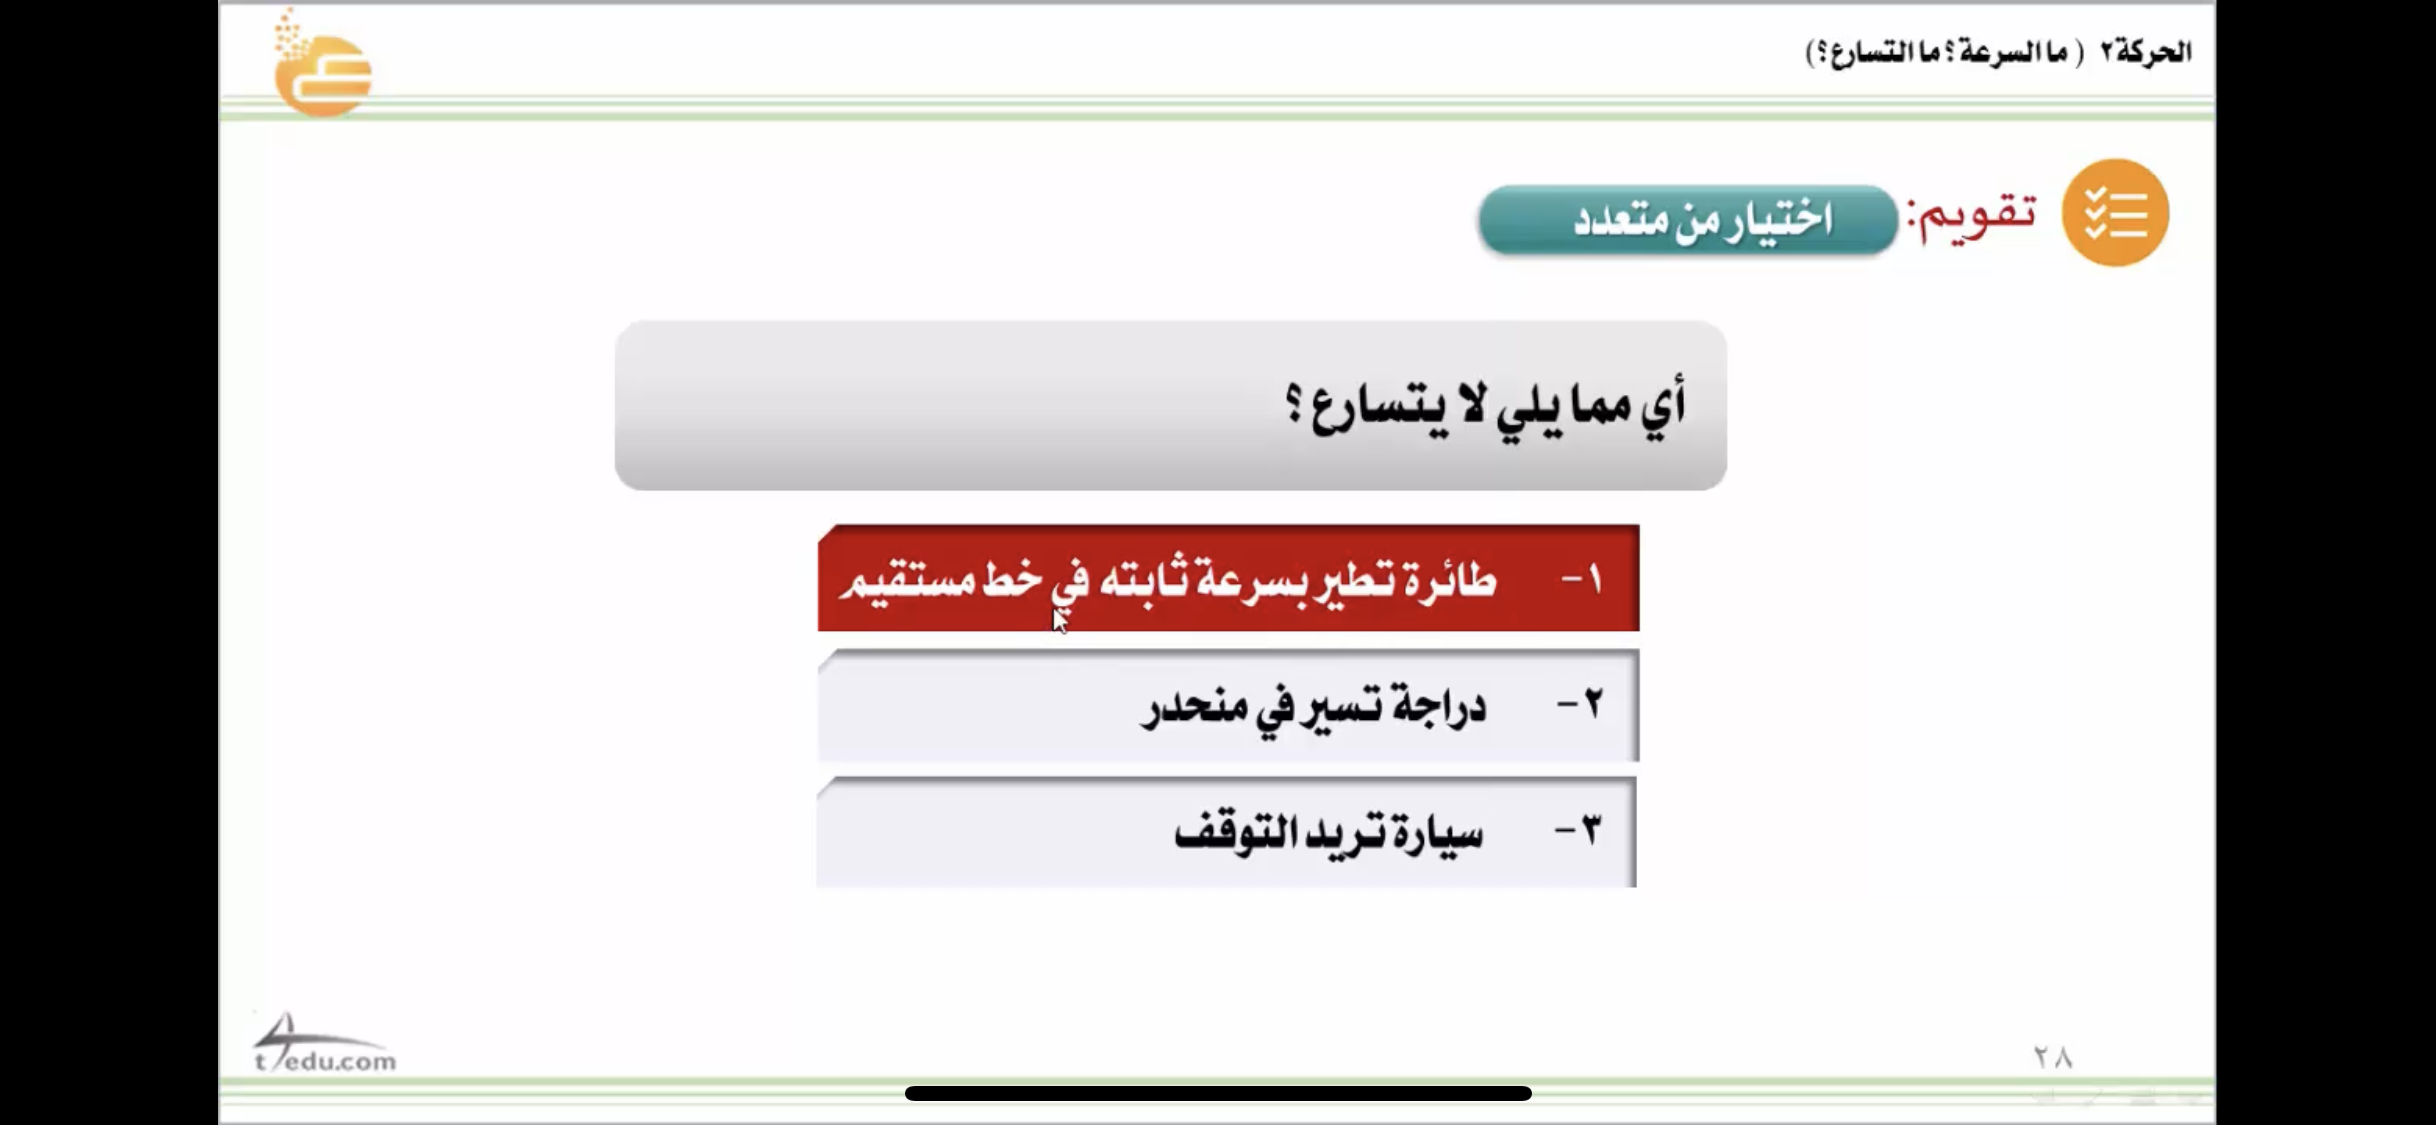 الحركة٢ ( ما السرعة؟ ما التسارع؟)
تقويم: اختيار من متعدد
أي مما يلي لا يتسارع؟
١- طائرة تطير بسرعة ثابته في خط مستقيم
٢- دراجة تسير في منحدر
٣- سيارة تريد التوقف
t4edu.com
٢٨